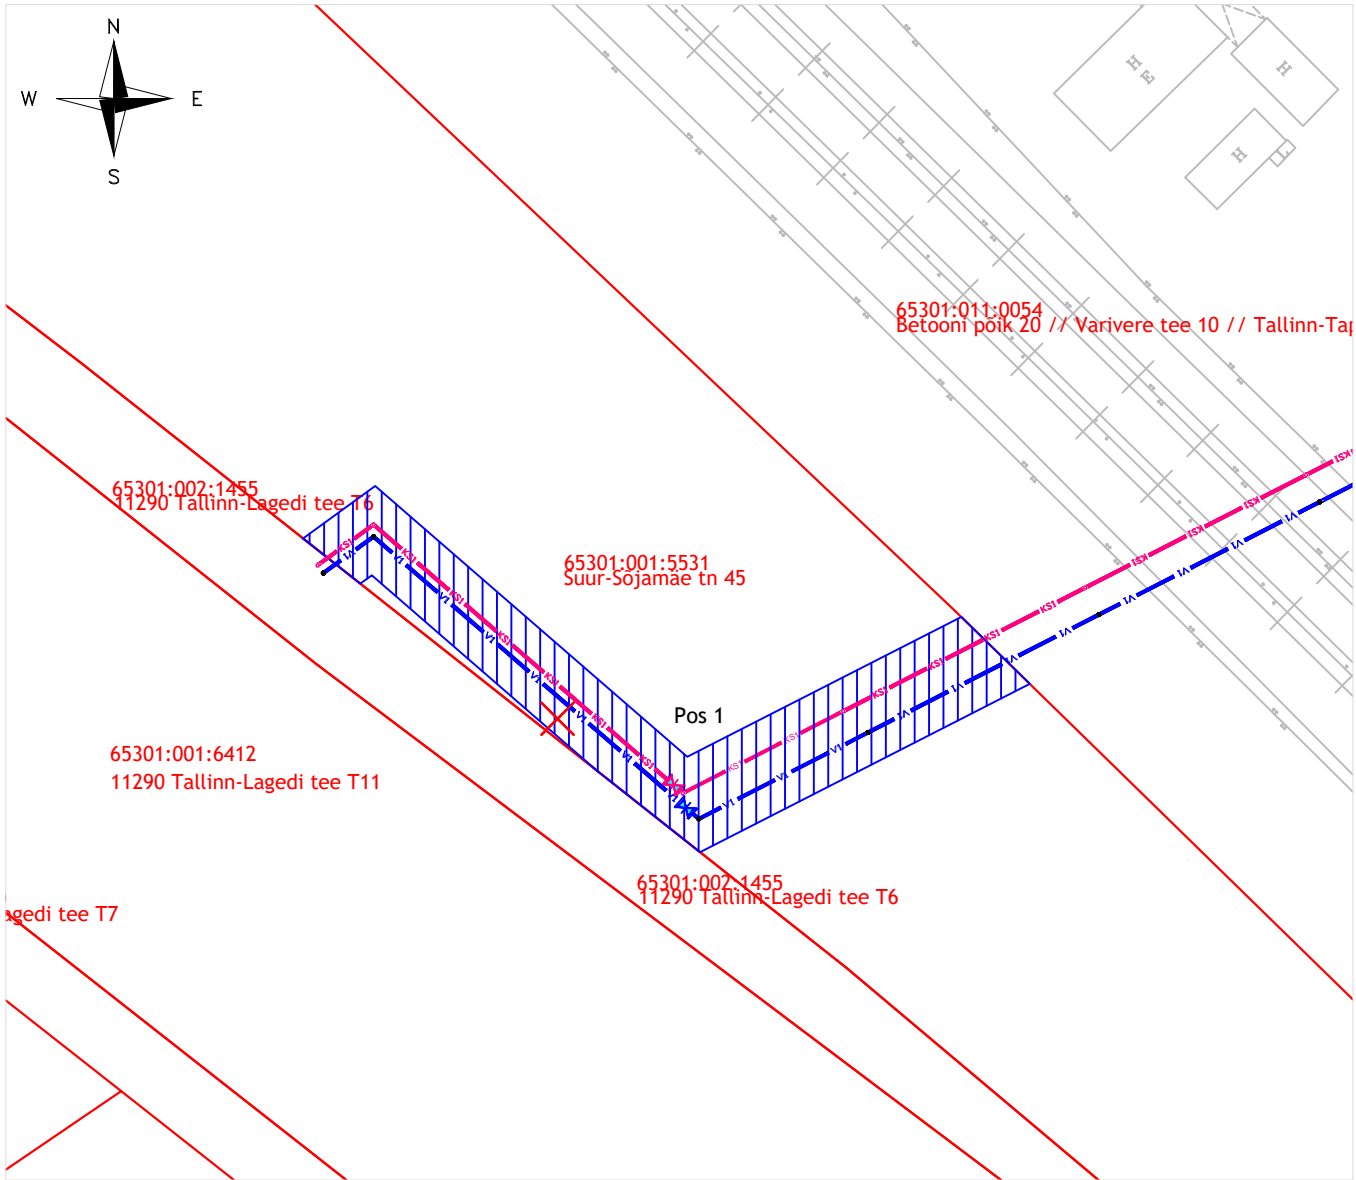 N
W E
S
H
E
H
H
L
65301:011:0054
Betooni põik 20 // Varivere tee 10 // Tallinn-Tap
65301:002:1455
11290 Tallinn-Lagedi tee T6
65301:001:5531
Suur-Sõjamäe tn 45
KS1
V1
Pos 1
65301:001:6412
11290 Tallinn-Lagedi tee T11
65301:002:1455
11290 Tallinn-Lagedi tee T6
agedi tee T7